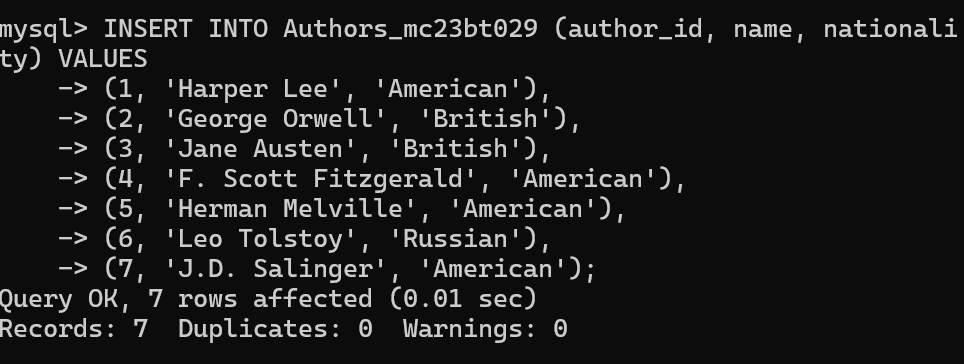 mysql> INSERT INTO Authors_mc23bt029 (author_id, name, nationali
ty) VALUES
    -> (1, 'Harper Lee', 'American'),
    -> (2, 'George Orwell', 'British'),
    -> (3, 'Jane Austen', 'British'),
    -> (4, 'F. Scott Fitzgerald', 'American'),
    -> (5, 'Herman Melville', 'American'),
    -> (6, 'Leo Tolstoy', 'Russian'),
    -> (7, 'J.D. Salinger', 'American');
Query OK, 7 rows affected (0.01 sec)
Records: 7  Duplicates: 0  Warnings: 0